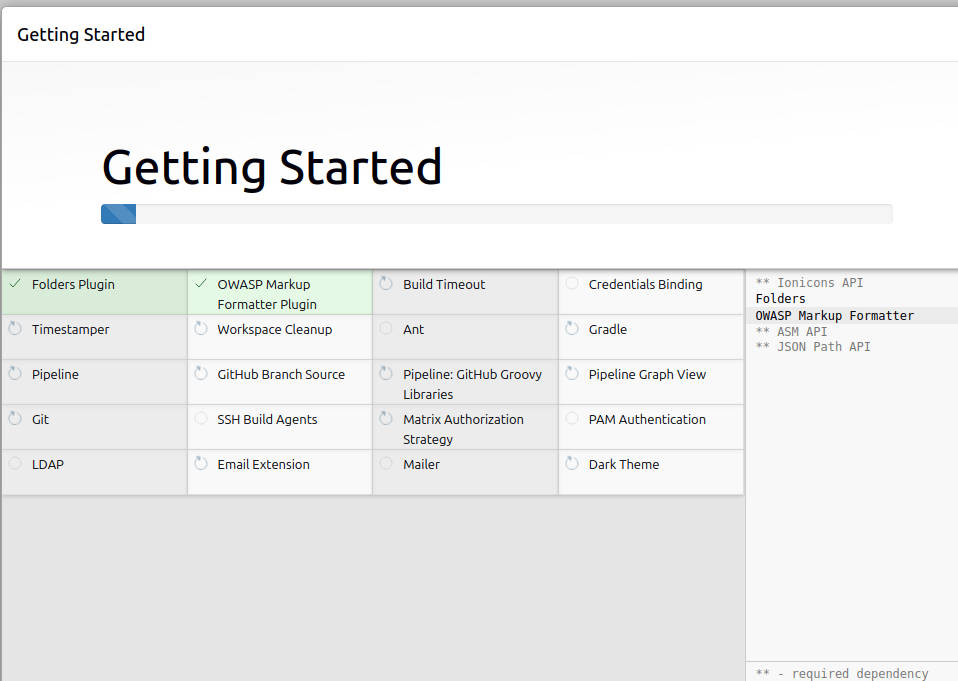 Getting Started
Getting Started
Folders Plugin
OWASP Markup
Formatter Plugin
Build Timeout
Credentials Binding
Timestamper
Workspace Cleanup
Ant
Gradle
Pipeline
GitHub Branch Source
Pipeline: GitHub Groovy
Libraries
Pipeline Graph View
Git
SSH Build Agents
Matrix Authorization
Strategy
PAM Authentication
LDAP
Email Extension
Mailer
Dark Theme
** Ionicons API
Folders
OWASP Markup Formatter
** ASM API
** JSON Path API
** - required dependency